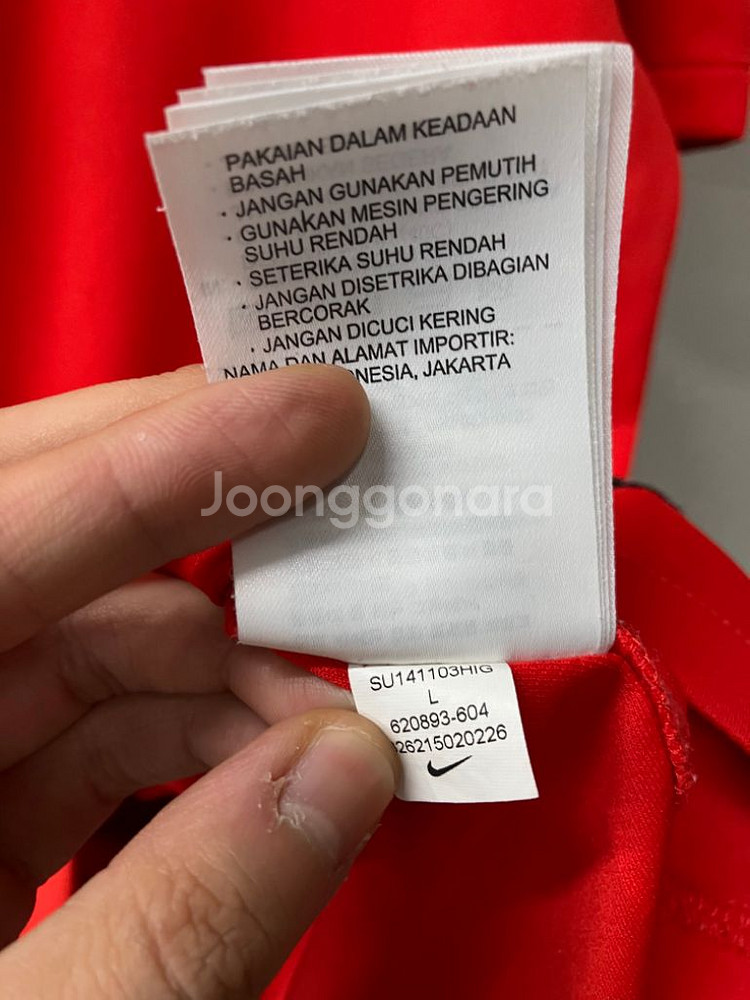 PAKAIAN DALAM KEADAAN
BASAH
· JANGAN GUNAKAN PEMUTIH
· GUNAKAN MESIN PENGERING
SUHU RENDAH
· SETERIKA SUHU RENDAH
· JANGAN DISETRIKA DIBAGIAN
BERCORAK
· JANGAN DICUCI KERING
NAMA DAN ALAMAT IMPORTIR:
JAKARTA
Joonggonara
SU141103HIG
L
620893-604
26215020226